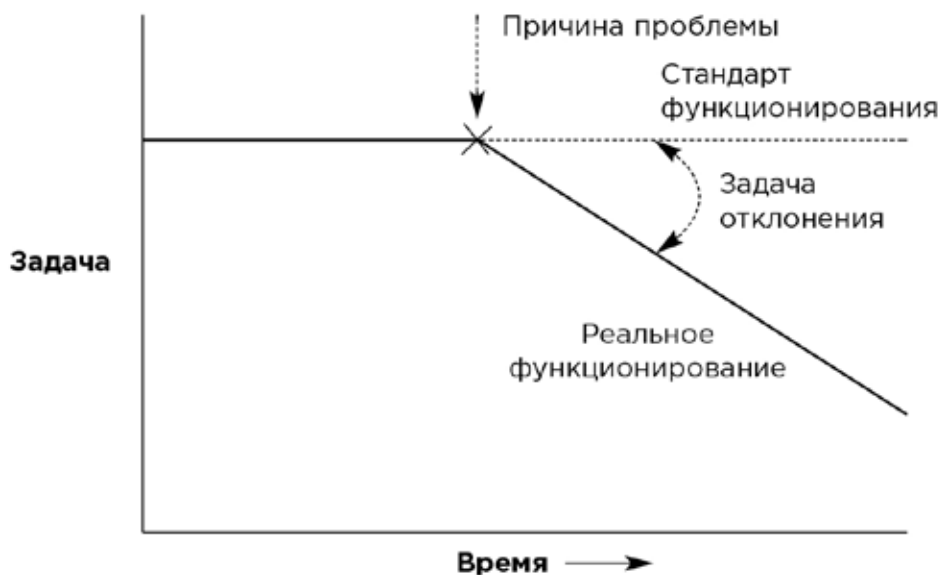 Причина проблемы
Стандарт
функционирования
Задача
отклонения
Задача
Реальное
функционирование
Время